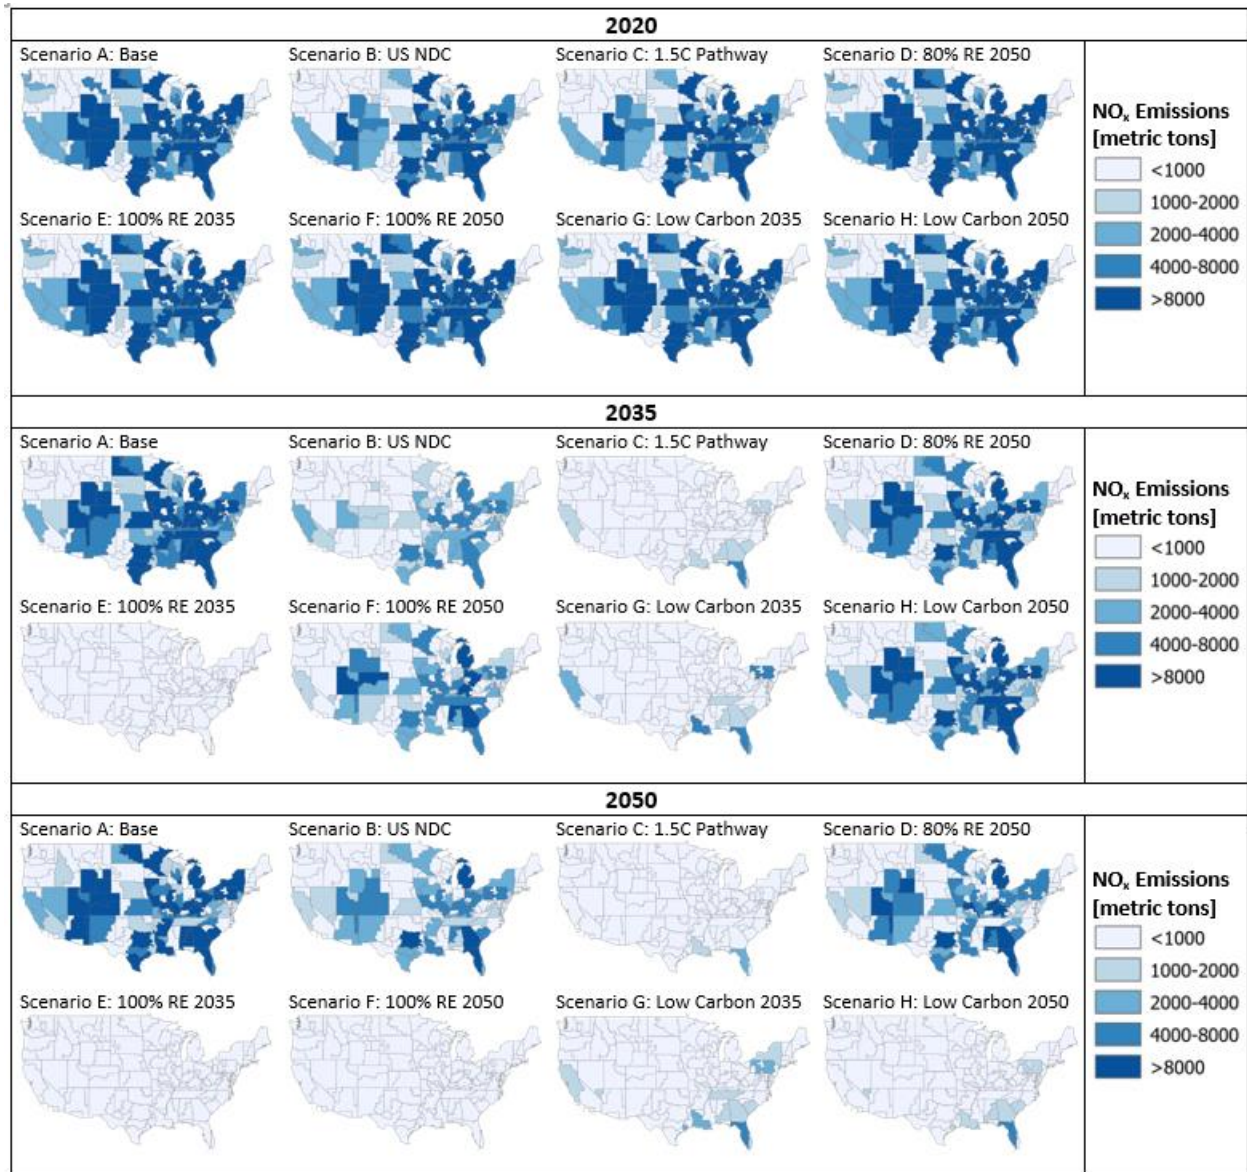 2020
Scenario A: Base
Scenario B: US NDC
Scenario C: 1.5C Pathway
Scenario D: 80% RE 2050
Scenario E: 100% RE 2035
Scenario F: 100% RE 2050
Scenario G: Low Carbon 2035
Scenario H: Low Carbon 2050
NOx Emissions
[metric tons]
<1000
1000-2000
2000-4000
4000-8000
>8000
2035
Scenario A: Base
Scenario B: US NDC
Scenario C: 1.5C Pathway
Scenario D: 80% RE 2050
Scenario E: 100% RE 2035
Scenario F: 100% RE 2050
Scenario G: Low Carbon 2035
Scenario H: Low Carbon 2050
NOx Emissions
[metric tons]
<1000
1000-2000
2000-4000
4000-8000
>8000
2050
Scenario A: Base
Scenario B: US NDC
Scenario C: 1.5C Pathway
Scenario D: 80% RE 2050
Scenario E: 100% RE 2035
Scenario F: 100% RE 2050
Scenario G: Low Carbon 2035
Scenario H: Low Carbon 2050
NOx Emissions
[metric tons]
<1000
1000-2000
2000-4000
4000-8000
>8000